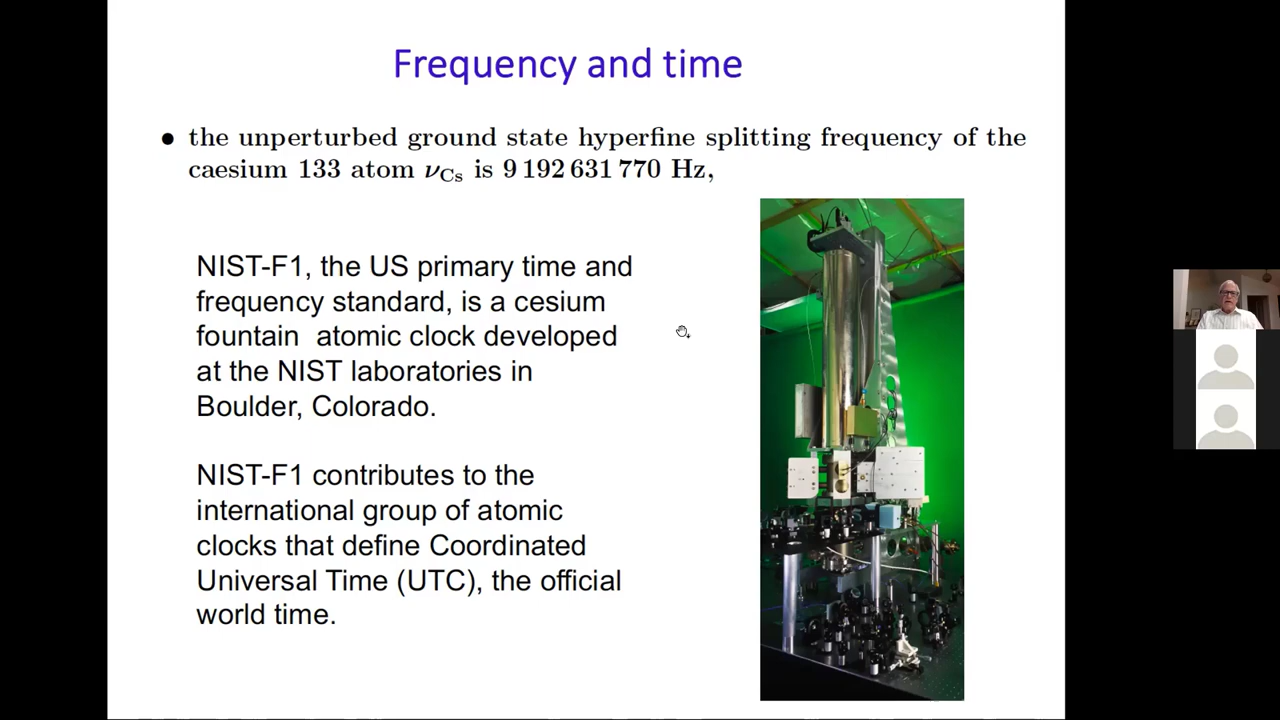 Frequency and time
• the unperturbed ground state hyperfine splitting frequency of the
caesium 133 atom νCs is 9 192 631 770 Hz,
NIST-F1, the US primary time and
frequency standard, is a cesium
fountain  atomic clock developed
at the NIST laboratories in
Boulder, Colorado.
NIST-F1 contributes to the
international group of atomic
clocks that define Coordinated
Universal Time (UTC), the official
world time.